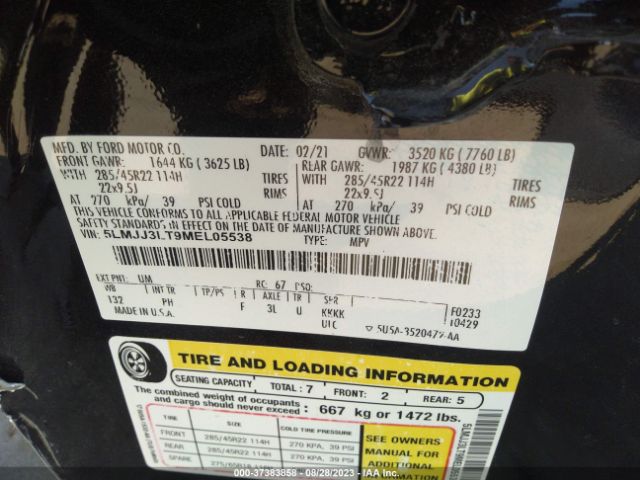 MFD. BY FORD MOTOR CO.
DATE: 02/21 GVWR: 3520 KG ( 7760 LB)
FRONT GAWR: 1644 KG ( 3625 LB)
REAR GAWR: 1987 KG ( 4380 LB)
WITH 285/45R22 114H TIRES
WITH 285/45R22 114H TIRES
22x9.5J RIMS
22x9.5J RIMS
AT 270 kPa/ 39 PSI COLD
AT 270 kPa/ 39 PSI COLD
THIS VEHICLE CONFORMS TO ALL APPLICABLE FEDERAL MOTOR VEHICLE
SAFETY STANDARDS IN EFFECT ON THE DATE OF MANUFACTURE SHOWN ABOVE.
VIN: 5LMJJ3LT9MEL05538
TYPE: MPV
EXT PNT: UM RC: 67 DSO:
WB INT TR TP/PS R AXLE TR SPR
132 PH F 3L U KKKK
MADE IN U.S.A. UTC
F0233
T0429
5U5A-3520472-AA
TIRE AND LOADING INFORMATION
SEATING CAPACITY TOTAL : 7 FRONT: 2 REAR: 5
The combined weight of occupants
and cargo should never exceed : 667 kg or 1472 lbs.
TIRE SIZE COLD TIRE PRESSURE
FRONT 285/45R22 114H 270 KPA, 39 PSI
REAR 285/45R22 114H 270 KPA, 39 PSI
SPARE
SEE OWNERS
MANUAL FOR
ADDITIONAL
37383858 - 08/28/2023 - IAAI.com